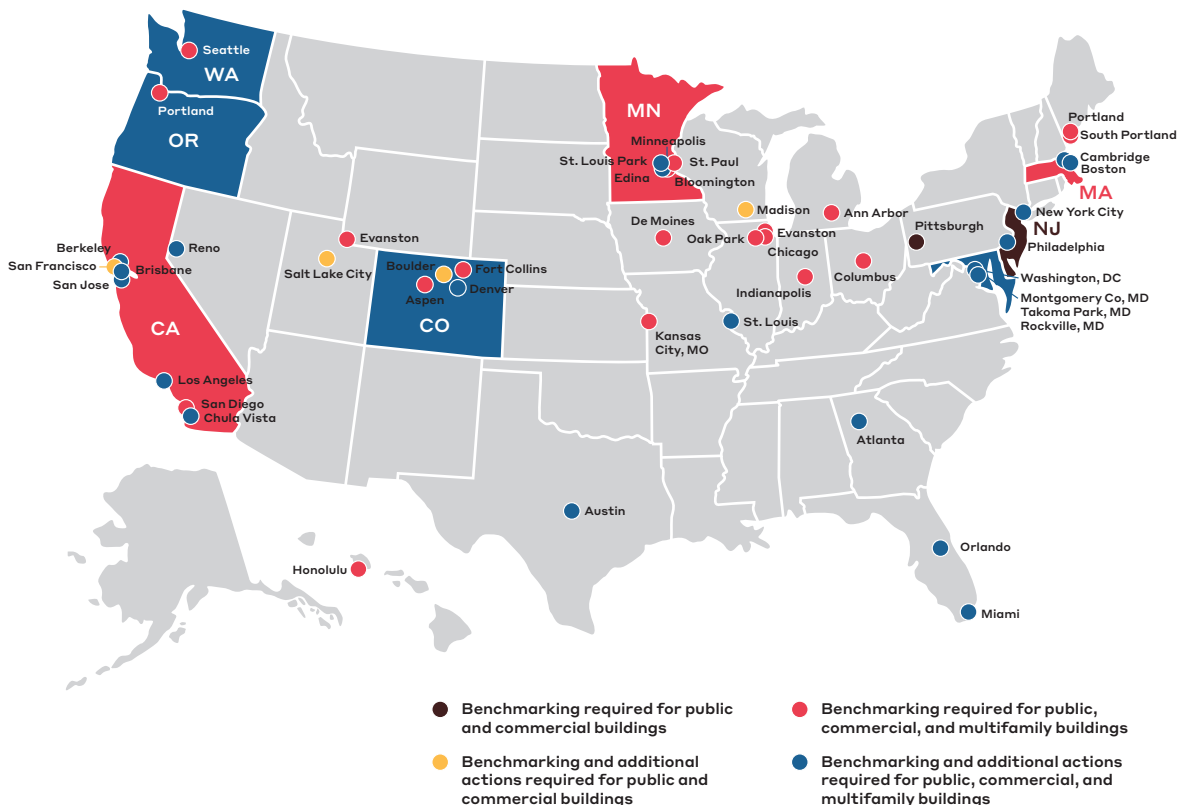 Seattle
WA
Portland
OR
MN
Minneapolis
St. Louis Park
St. Paul
Edina
Bloomington
Portland
South Portland
Cambridge
Boston
MA
Madison
Ann Arbor
New York City
NJ
Pittsburgh
Philadelphia
De Moines
Oak Park
Evanston
Chicago
Berkeley
San Francisco
Brisbane
San Jose
Reno
Evanston
Salt Lake City
Boulder
Fort Collins
Denver
Aspen
CO
Columbus
Indianapolis
Washington, DC
Montgomery Co, MD
Takoma Park, MD
Rockville, MD
CA
Kansas
City, MO
St. Louis
Los Angeles
San Diego
Chula Vista
Atlanta
Austin
Orlando
Honolulu
Miami
Benchmarking required for public
and commercial buildings
Benchmarking required for public,
commercial, and multifamily buildings
Benchmarking and additional
actions required for public and
commercial buildings
Benchmarking and additional actions
required for public, commercial, and
multifamily buildings